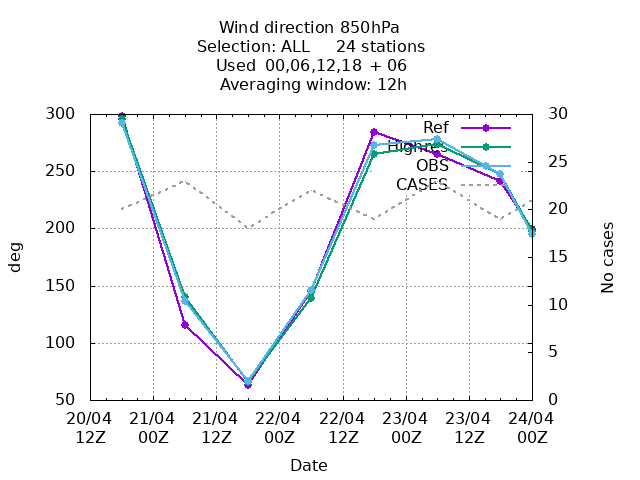 Wind direction 850hPa
Selection: ALL 24 stations
Used 00,06,12,18 + 06
Averaging window: 12h
300
250
200
150
100
50
30
25
20
15
10
5
0
Ref
Highres
OBS
CASES
deg
No cases
20/04 21/04 21/04 22/04 22/04 23/04 23/04 24/04
12Z 00Z 12Z 00Z 12Z 00Z 12Z 00Z
Date